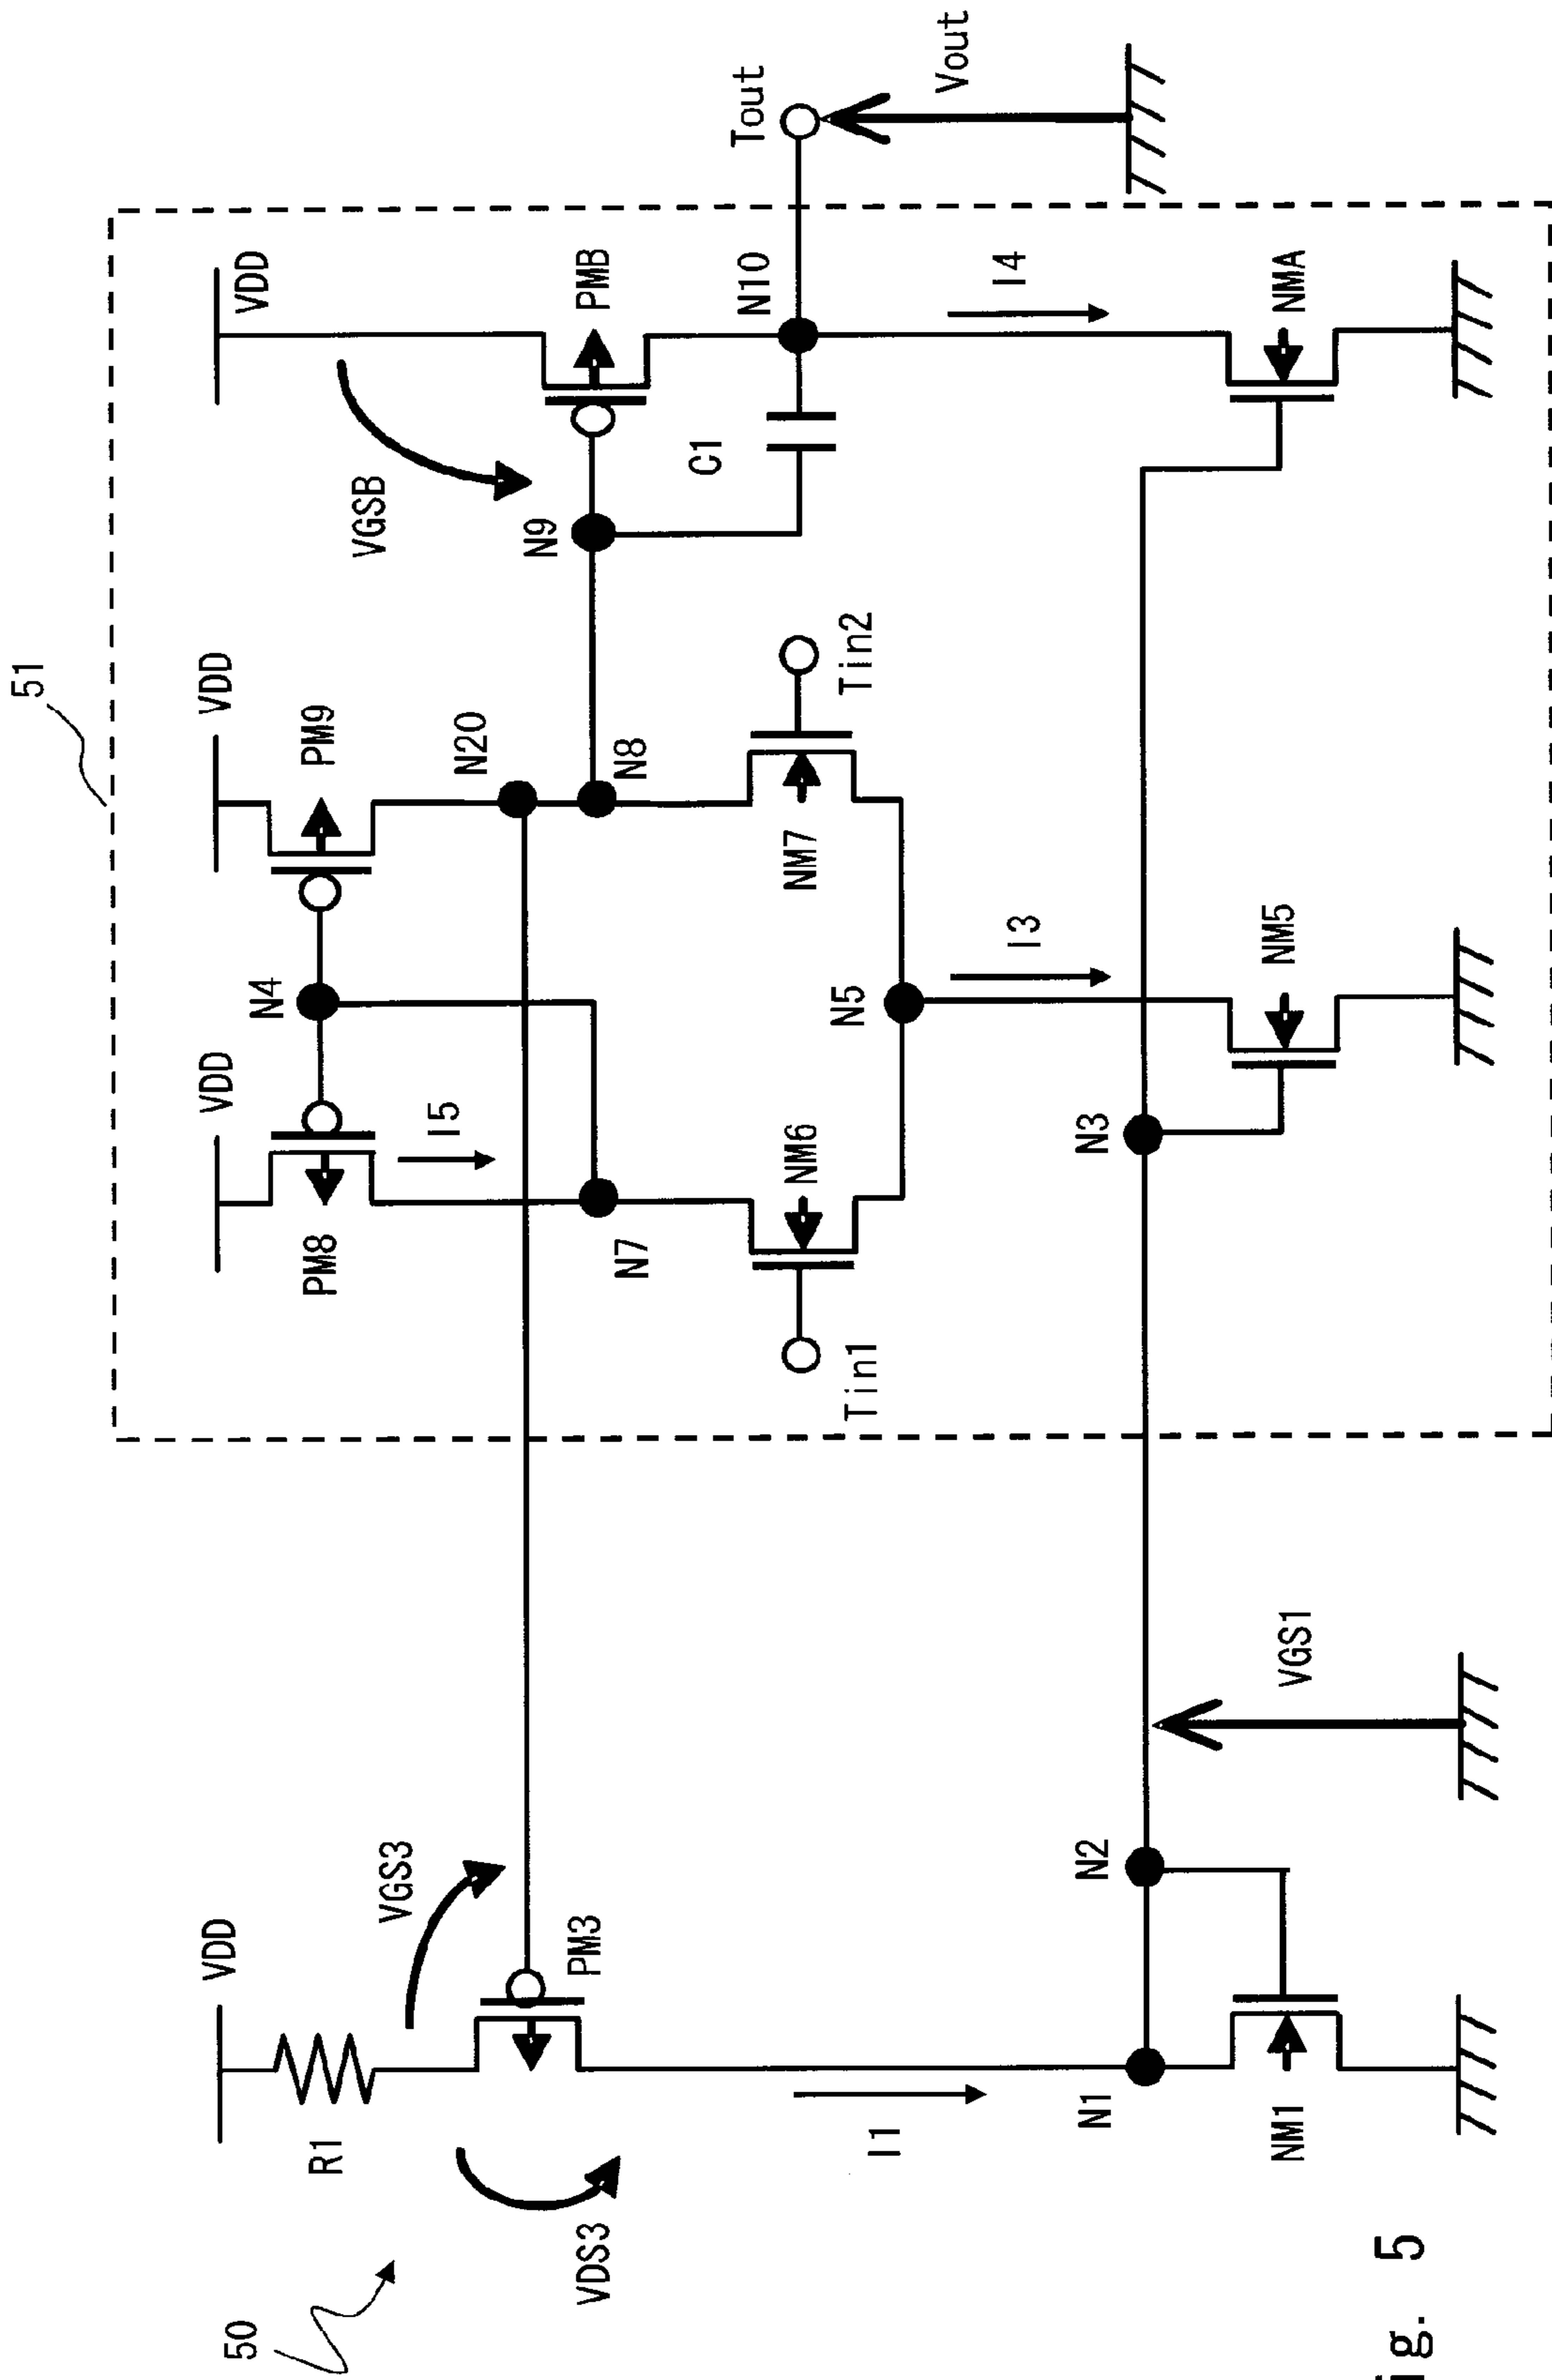 51
50
VDD
R1
VGS3
VDS3
PM3
I1
N1
N2
NM1
VGS1
VDD
PM8
I5
N4
VDD
PM9
N20
N7
N8
NM6
Tin1
NM7
Tin2
N5
I3
N3
NM5
VDD
VGSB
PMB
N9
C1
N10
Tout
Vout
I4
NMA
ig. 5